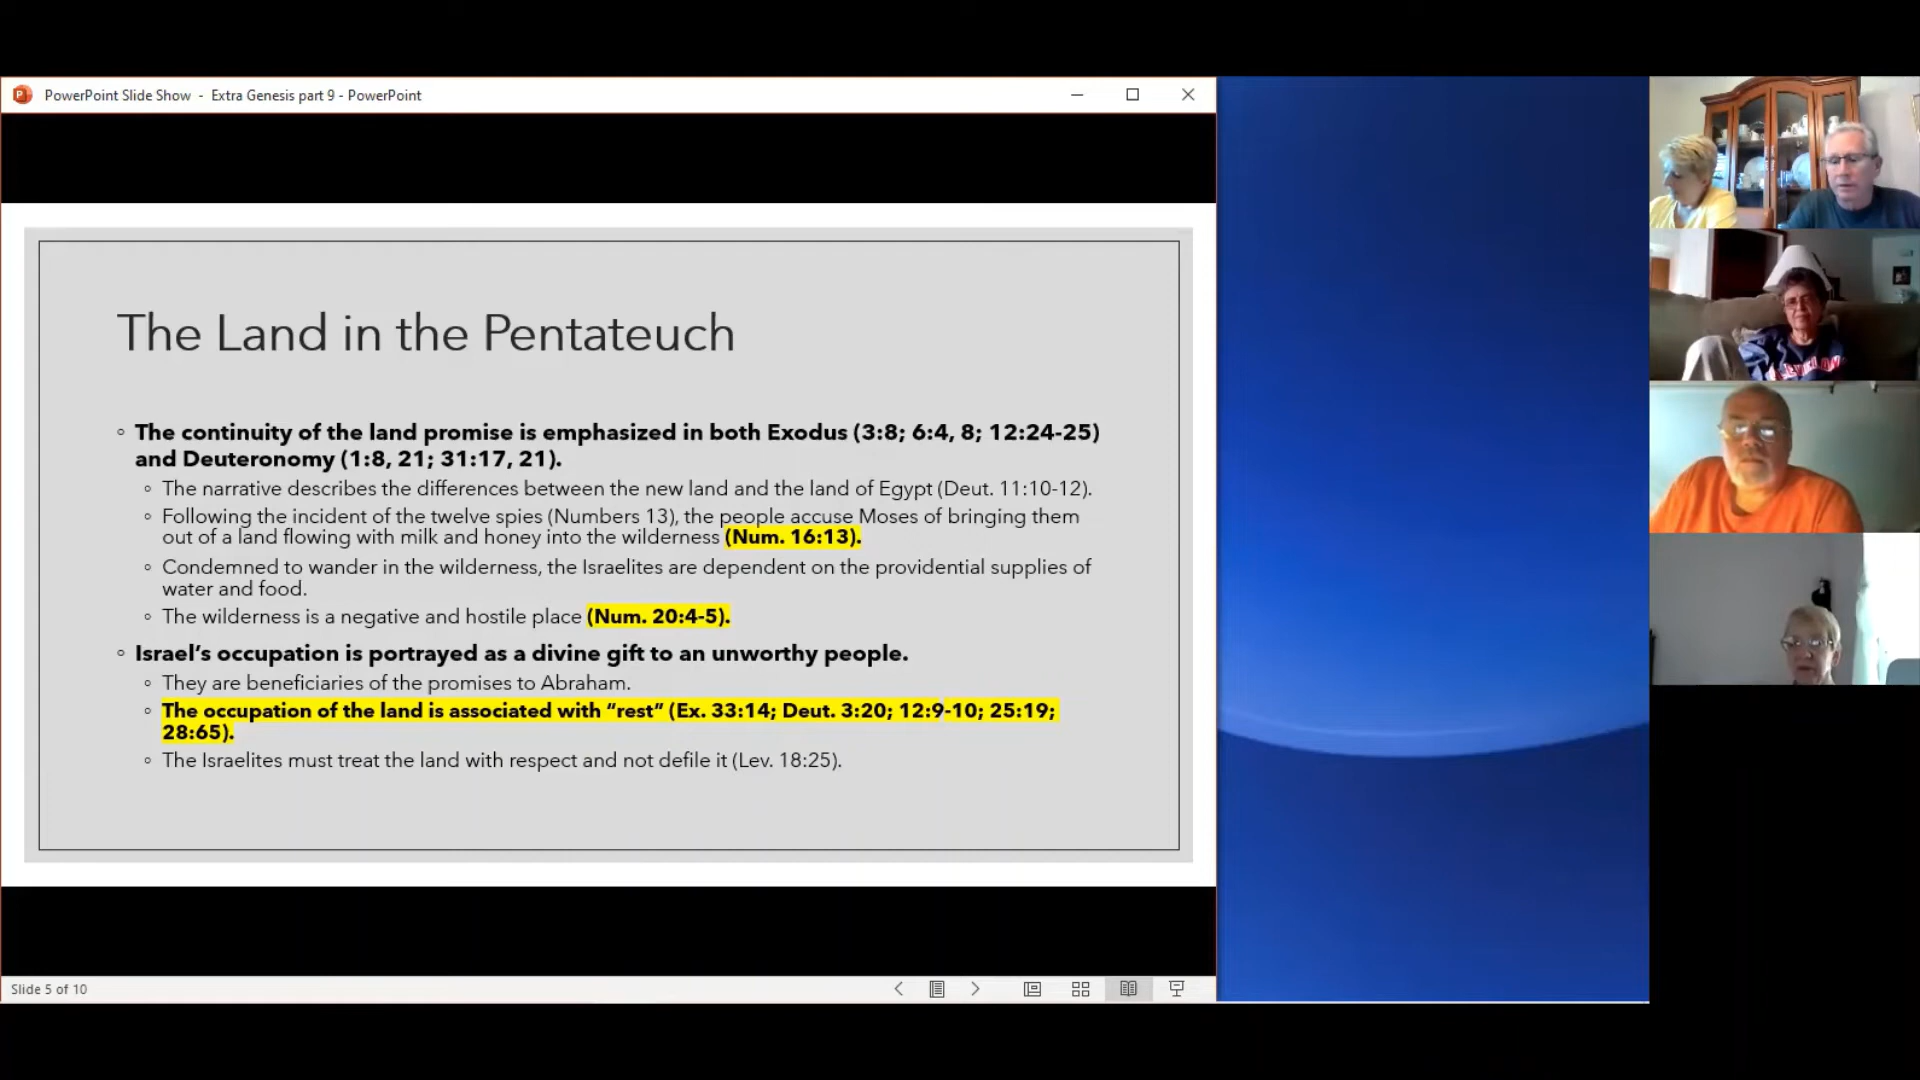 PowerPoint Slide Show - Extra Genesis part 9 - PowerPoint
The Land in the Pentateuch
◦ The continuity of the land promise is emphasized in both Exodus (3:8; 6:4, 8; 12:24-25)
and Deuteronomy (1:8, 21; 31:17, 21).
◦ The narrative describes the differences between the new land and the land of Egypt (Deut. 11:10-12).
◦ Following the incident of the twelve spies (Numbers 13), the people accuse Moses of bringing them
out of a land flowing with milk and honey into the wilderness (Num. 16:13).
◦ Condemned to wander in the wilderness, the Israelites are dependent on the providential supplies of
water and food.
◦ The wilderness is a negative and hostile place (Num. 20:4-5).
◦ Israel’s occupation is portrayed as a divine gift to an unworthy people.
◦ They are beneficiaries of the promises to Abraham.
◦ The occupation of the land is associated with “rest” (Ex. 33:14; Deut. 3:20; 12:9-10; 25:19;
28:65).
◦ The Israelites must treat the land with respect and not defile it (Lev. 18:25).
Slide 5 of 10